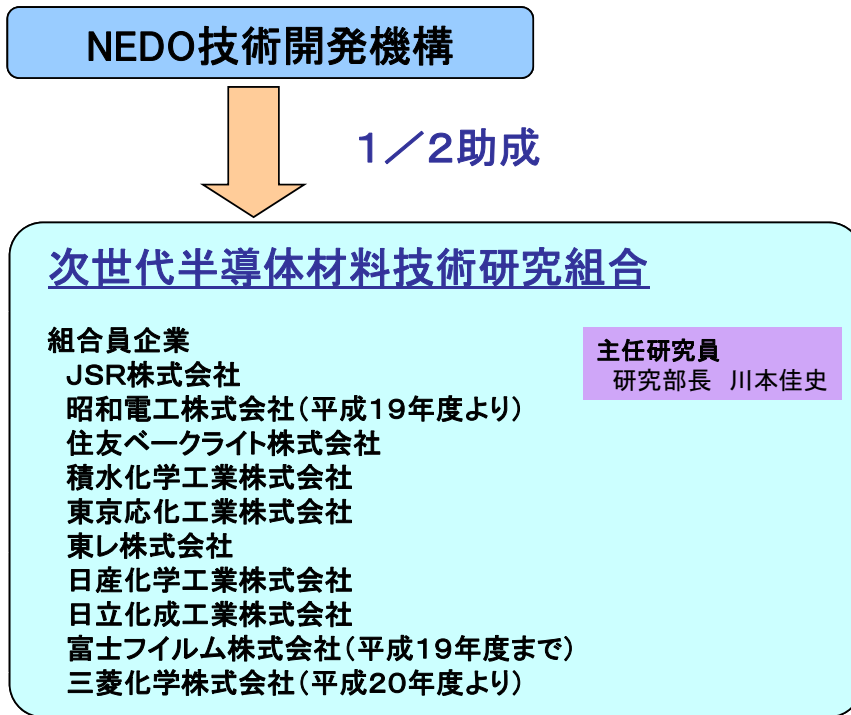 NEDO技術開発機構
1/2助成
次世代半導体材料技術研究組合
組合員企業
JSR株式会社
昭和電工株式会社(平成19年度より)
住友ベークライト株式会社
積水化学工業株式会社
東京応化工業株式会社
東レ株式会社
日産化学工業株式会社
日立化成工業株式会社
富士フイルム株式会社(平成19年度まで)
三菱化学株式会社(平成20年度より)
主任研究員
研究部長 川本佳史